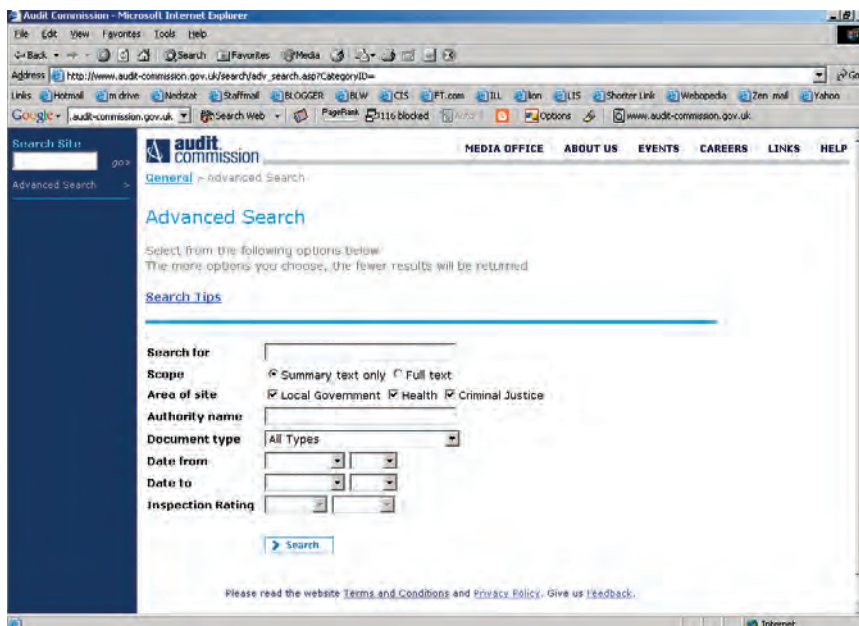 Audit Commission - Microsoft Internet Explorer
File Edit View Favorites Tools Help
Back Search Favorites Media
Address http://www.audit-commission.gov.uk/search/adv_search.asp?CategoryID= Go
Links Hotmail m drive Nedstat Staffmail BLOGGER BLW CIS FT.com ILL lion LIS Shorter Link Webopedia Zen mail Yahoo
Google .audit-commission.gov.uk Search Web PageRank 116 blocked Options www.audit-commission.gov.uk
Search Site
go>
Advanced Search >
audit commission
MEDIA OFFICE ABOUT US EVENTS CAREERS LINKS HELP
General > Advanced Search
Advanced Search
Select from the following options below
The more options you choose, the fewer results will be returned
Search Tips
Search for
Scope Summary text only Full text
Area of site Local Government Health Criminal Justice
Authority name
Document type All Types
Date from
Date to
Inspection Rating
> Search
Please read the website Terms and Conditions and Privacy Policy. Give us Feedback.
Internet